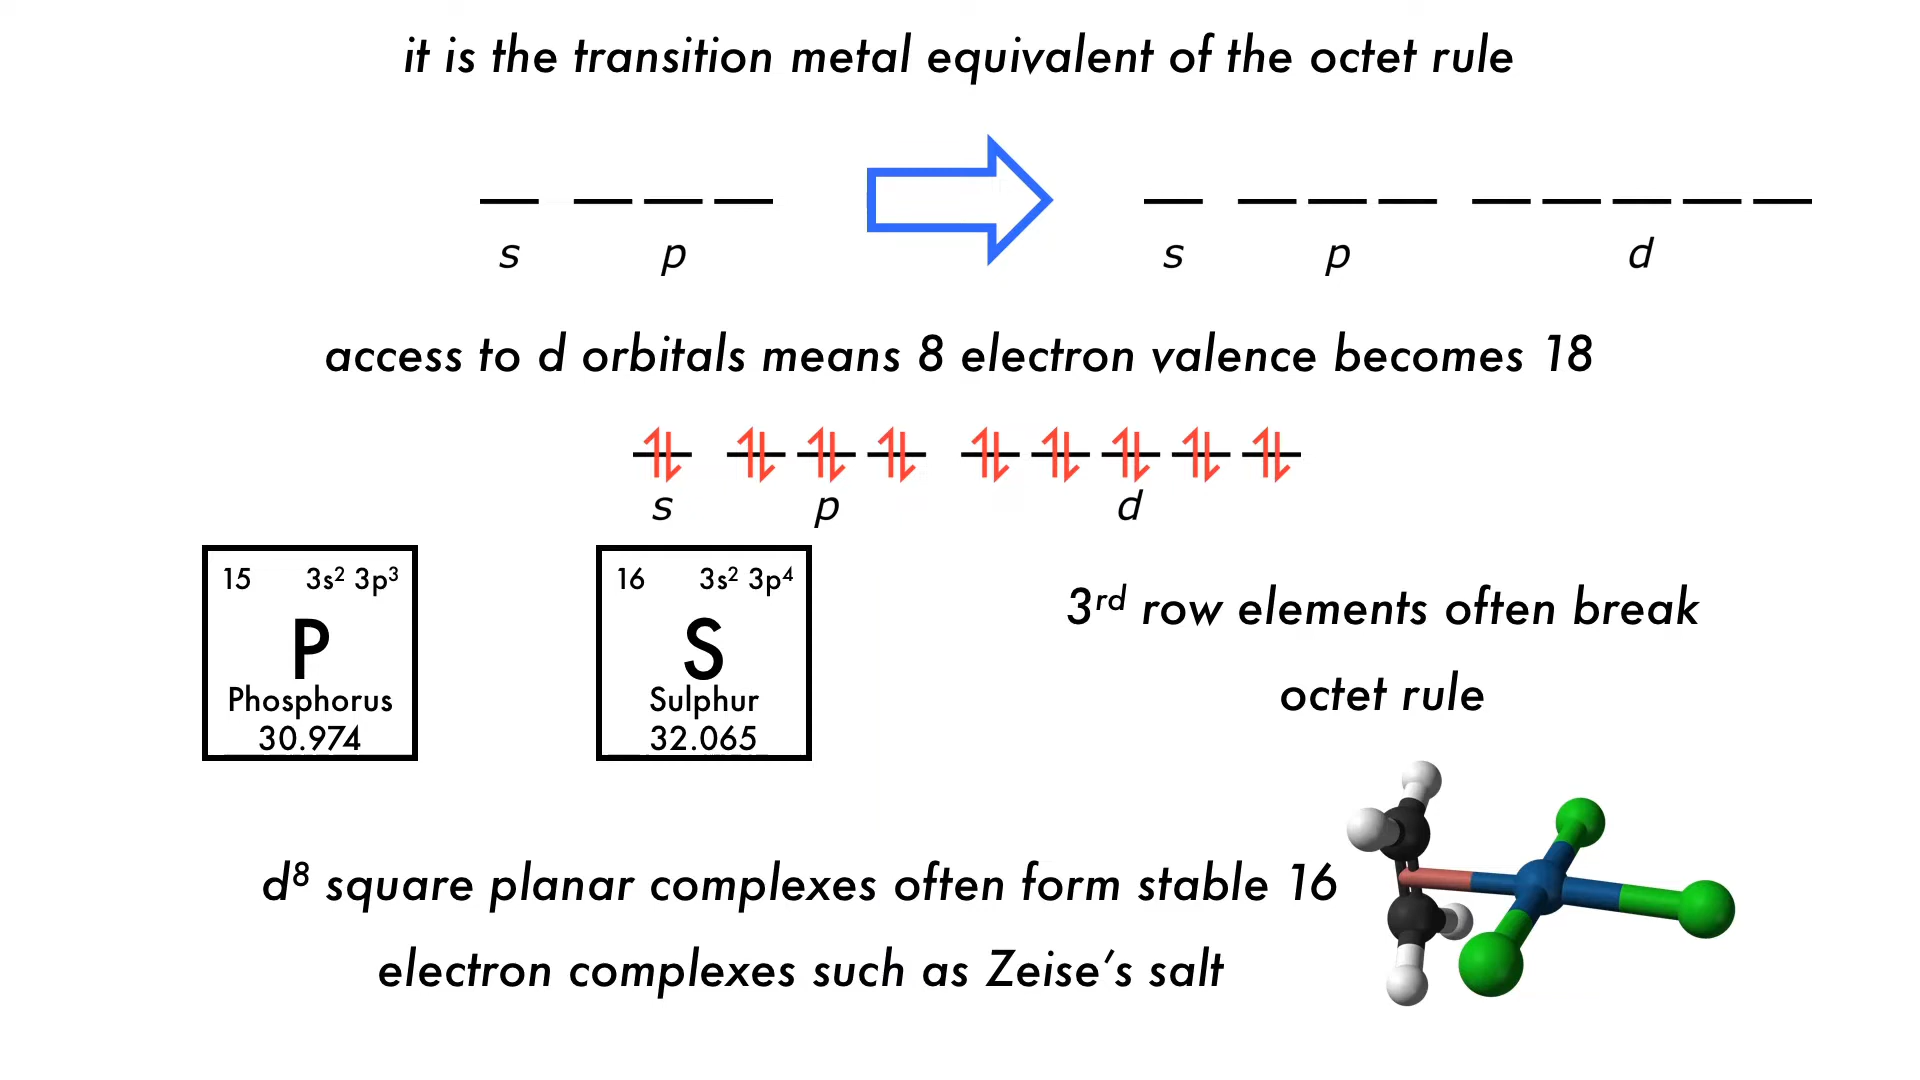 it is the transition metal equivalent of the octet rule
s p s p d
access to d orbitals means 8 electron valence becomes 18
s p d
15 3s² 3p³
P
Phosphorus
30.974
16 3s² 3p⁴
S
Sulphur
32.065
3ʳᵈ row elements often break
octet rule
d⁸ square planar complexes often form stable 16
electron complexes such as Zeise’s salt